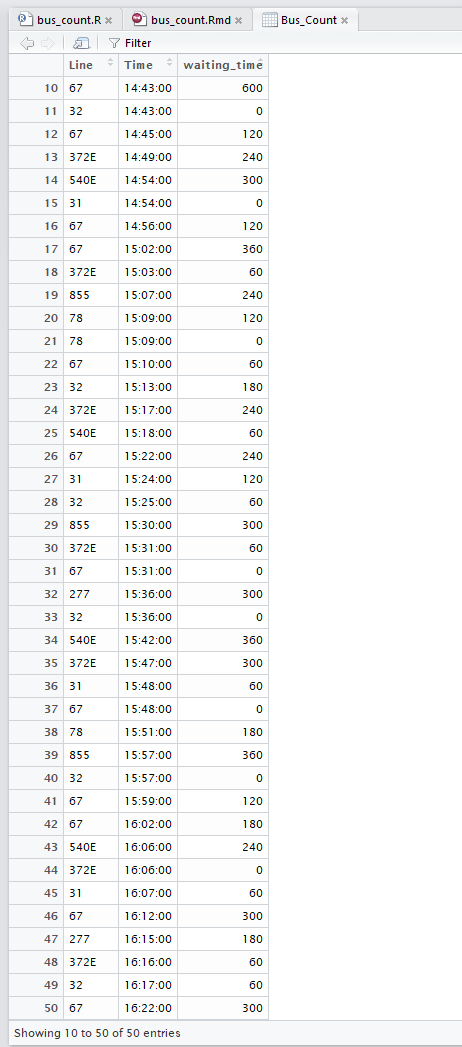 bus_count.R × bus_count.Rmd × Bus_Count ×
Filter
Line Time waiting_time
10 67 14:43:00 600
11 32 14:43:00 0
12 67 14:45:00 120
13 372E 14:49:00 240
14 540E 14:54:00 300
15 31 14:54:00 0
16 67 14:56:00 120
17 67 15:02:00 360
18 372E 15:03:00 60
19 855 15:07:00 240
20 78 15:09:00 120
21 78 15:09:00 0
22 67 15:10:00 60
23 32 15:13:00 180
24 372E 15:17:00 240
25 540E 15:18:00 60
26 67 15:22:00 240
27 31 15:24:00 120
28 32 15:25:00 60
29 855 15:30:00 300
30 372E 15:31:00 60
31 67 15:31:00 0
32 277 15:36:00 300
33 32 15:36:00 0
34 540E 15:42:00 360
35 372E 15:47:00 300
36 31 15:48:00 60
37 67 15:48:00 0
38 78 15:51:00 180
39 855 15:57:00 360
40 32 15:57:00 0
41 67 15:59:00 120
42 67 16:02:00 180
43 540E 16:06:00 240
44 372E 16:06:00 0
45 31 16:07:00 60
46 67 16:12:00 300
47 277 16:15:00 180
48 372E 16:16:00 60
49 32 16:17:00 60
50 67 16:22:00 300
Showing 10 to 50 of 50 entries